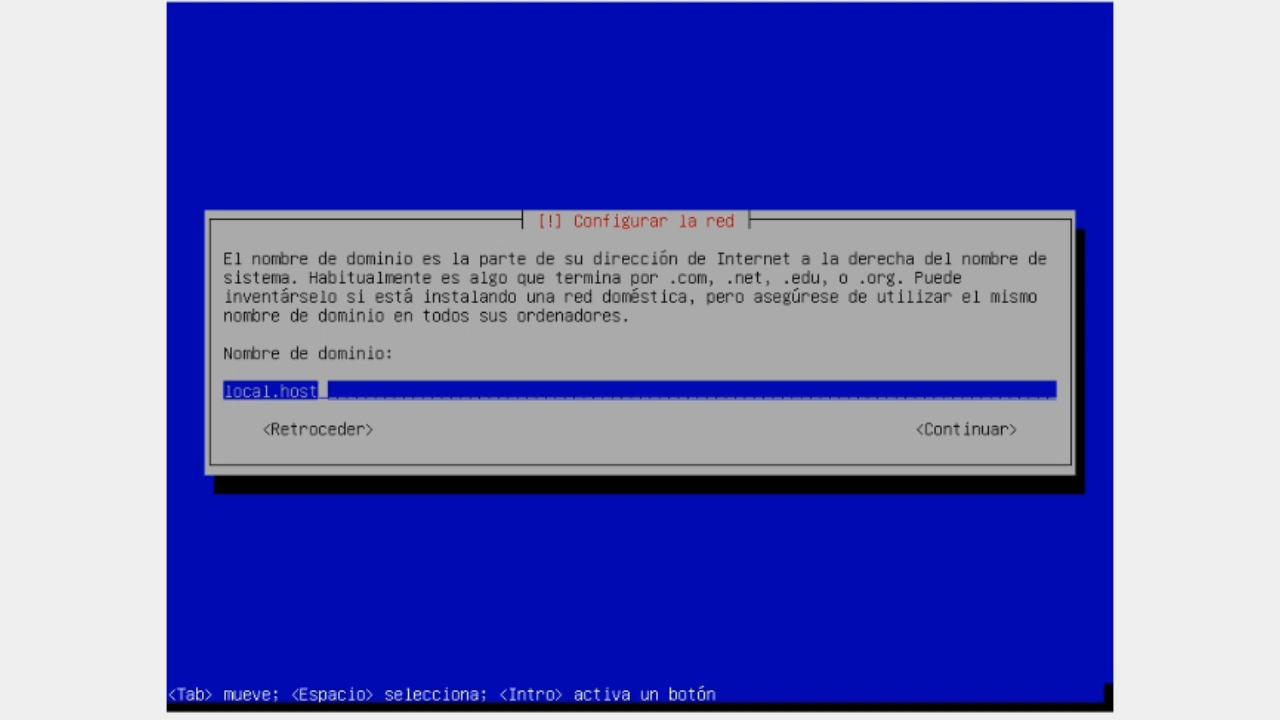 [!] Configurar la red
El nombre de dominio es la parte de su dirección de Internet a la derecha del nombre de
sistema. Habitualmente es algo que termina por .com, .net, .edu, o .org. Puede
inventárselo si está instalando una red doméstica, pero asegúrese de utilizar el mismo
nombre de dominio en todos sus ordenadores.
Nombre de dominio:
local.host
<Retroceder> <Continuar>
<Tab> mueve; <Espacio> selecciona; <Intro> activa un botón